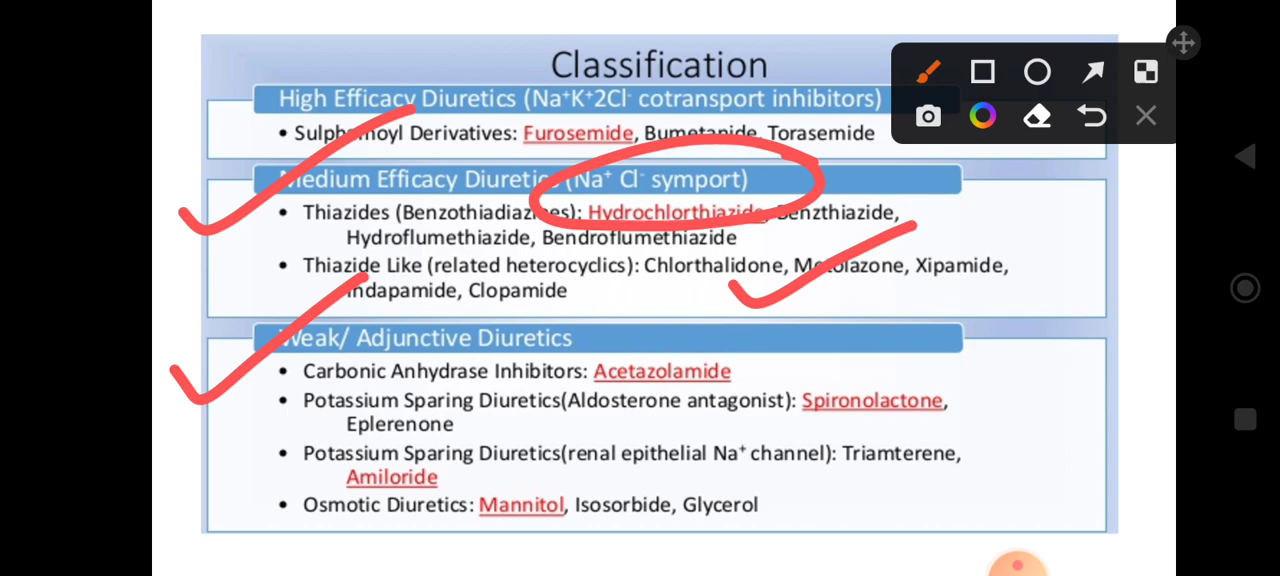 Classification
High Efficacy Diuretics (Na⁺K⁺2Cl⁻ cotransport inhibitors)
• Sulphamoyl Derivatives: Furosemide, Bumetanide, Torasemide
Medium Efficacy Diuretics (Na⁺ Cl⁻ symport)
• Thiazides (Benzothiadiazines): Hydrochlorthiazide, Benzthiazide,
Hydroflumethiazide, Bendroflumethiazide
• Thiazide Like (related heterocyclics): Chlorthalidone, Metolazone, Xipamide,
Indapamide, Clopamide
Weak/ Adjunctive Diuretics
• Carbonic Anhydrase Inhibitors: Acetazolamide
• Potassium Sparing Diuretics(Aldosterone antagonist): Spironolactone,
Eplerenone
• Potassium Sparing Diuretics(renal epithelial Na⁺ channel): Triamterene,
Amiloride
• Osmotic Diuretics: Mannitol, Isosorbide, Glycerol